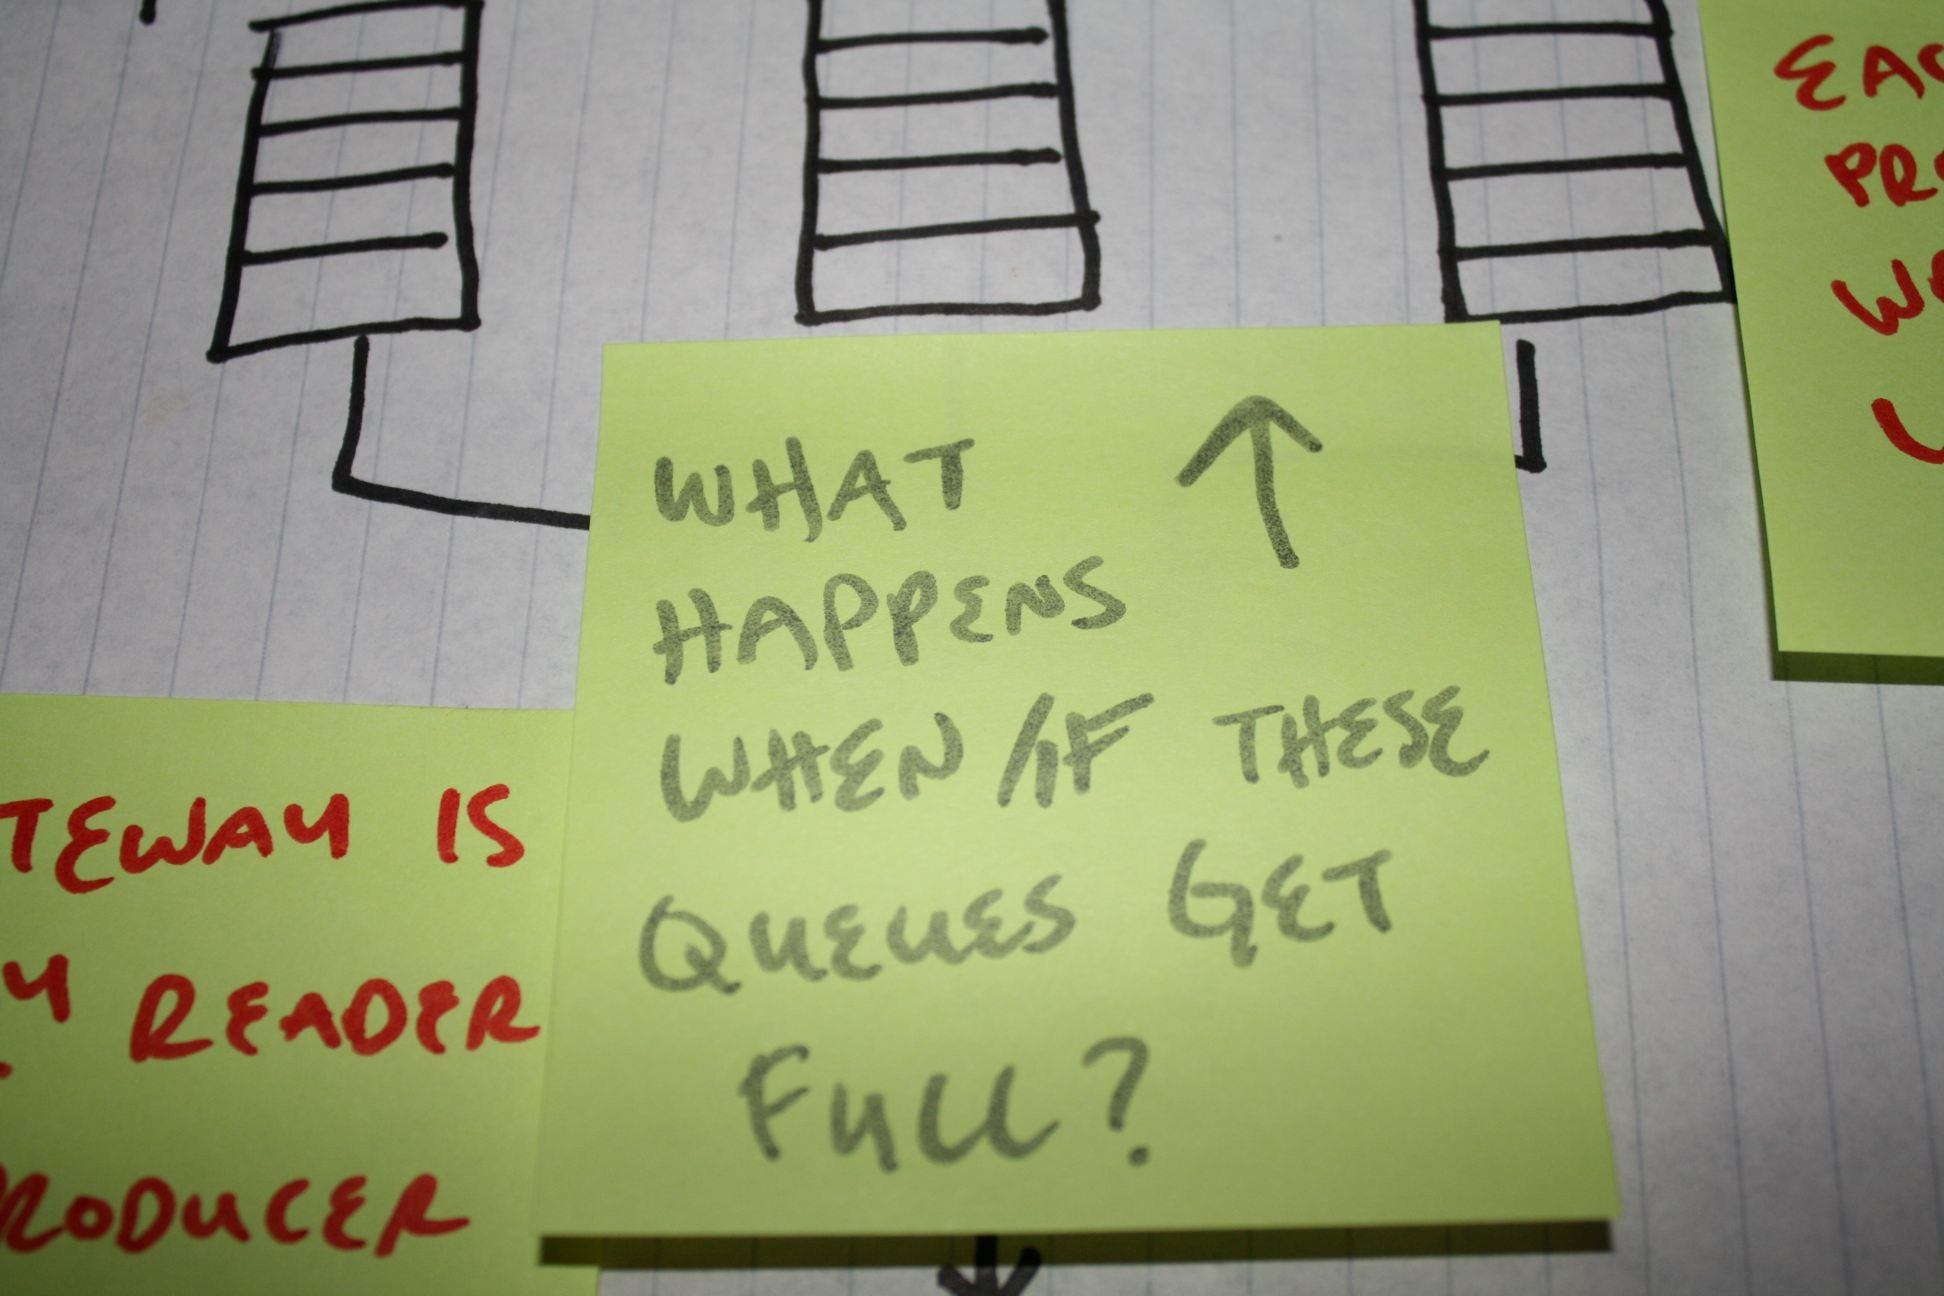 WHAT
HAPPENS
WHEN/IF THESE
QUEUES GET
FULL?
TEWAY IS
READER
RODUCER